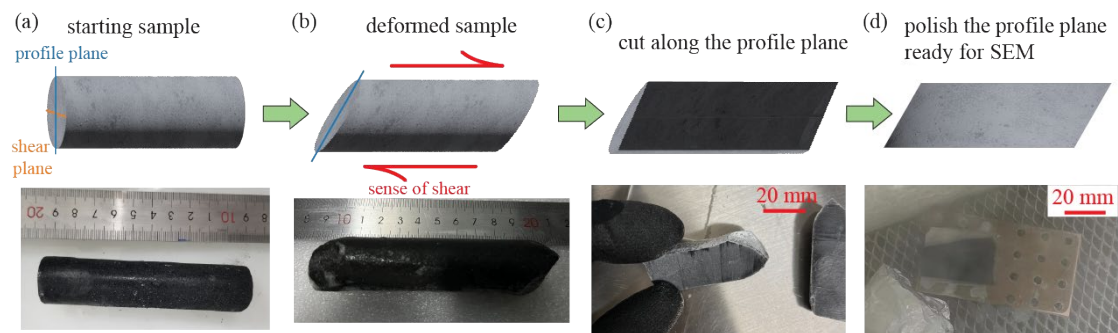 (a)
starting sample
profile plane
shear
plane
(b)
deformed sample
sense of shear
(c)
cut along the profile plane
(d)
polish the profile plane
ready for SEM
20 mm
20 mm